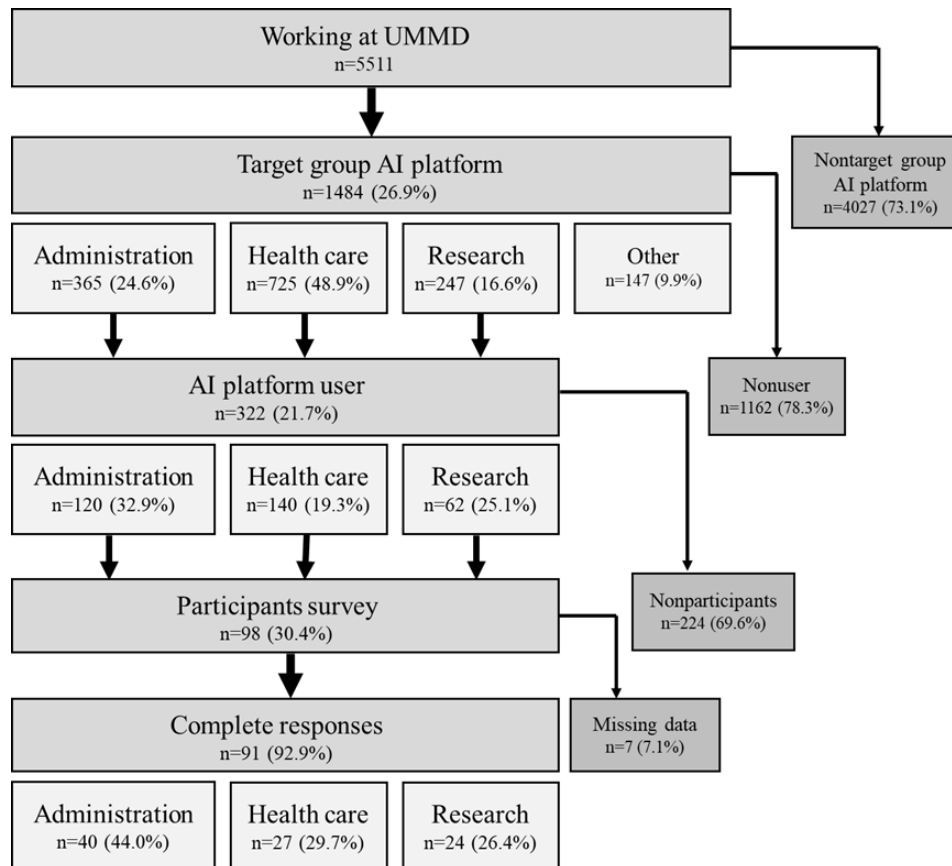 Working at UMMD
n=5511
Nontarget group
AI platform
n=4027 (73.1%)
Target group AI platform
n=1484 (26.9%)
Administration
n=365 (24.6%)
Health care
n=725 (48.9%)
Research
n=247 (16.6%)
Other
n=147 (9.9%)
Nonuser
n=1162 (78.3%)
AI platform user
n=322 (21.7%)
Administration
n=120 (32.9%)
Health care
n=140 (19.3%)
Research
n=62 (25.1%)
Nonparticipants
n=224 (69.6%)
Participants survey
n=98 (30.4%)
Complete responses
n=91 (92.9%)
Missing data
n=7 (7.1%)
Administration
n=40 (44.0%)
Health care
n=27 (29.7%)
Research
n=24 (26.4%)